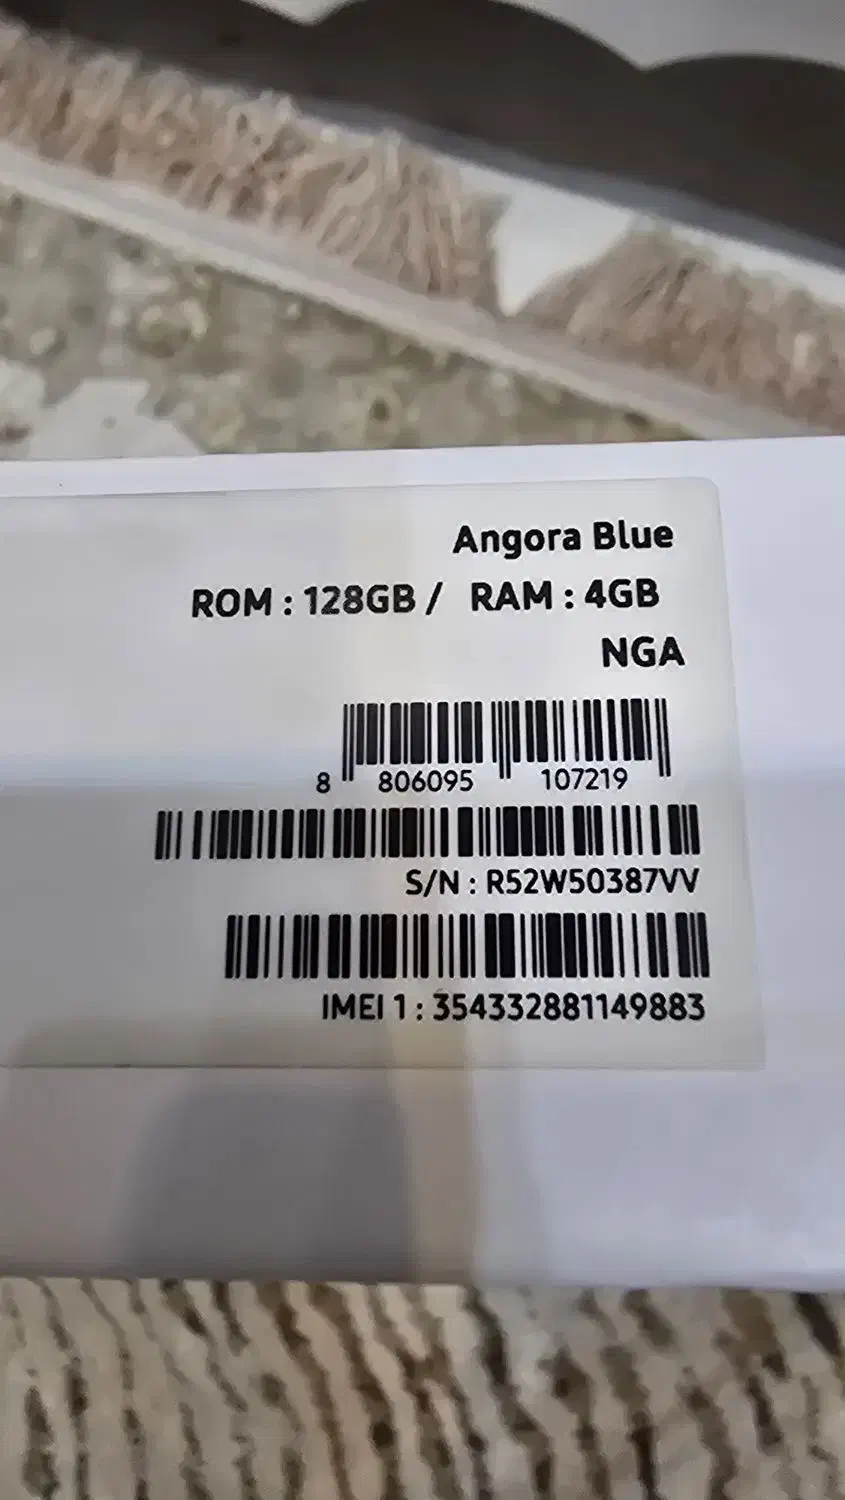 Angora Blue
ROM : 128GB / RAM : 4GB
NGA
8 806095 107219
S/N : R52W50387VV
IMEI 1 : 354332881149883